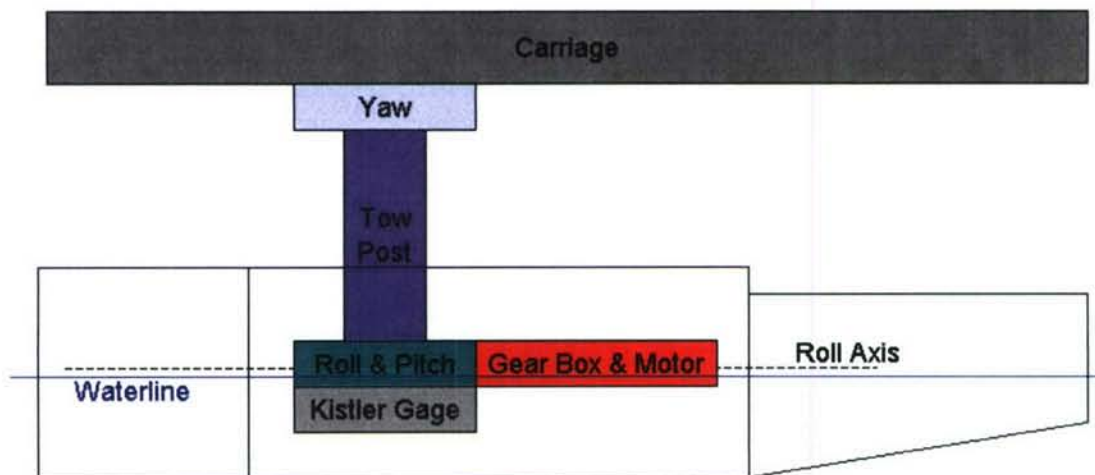 Carriage
Yaw
Tow
Post
Roll & Pitch
Gear Box & Motor
Roll Axis
Waterline
Kistler Gage